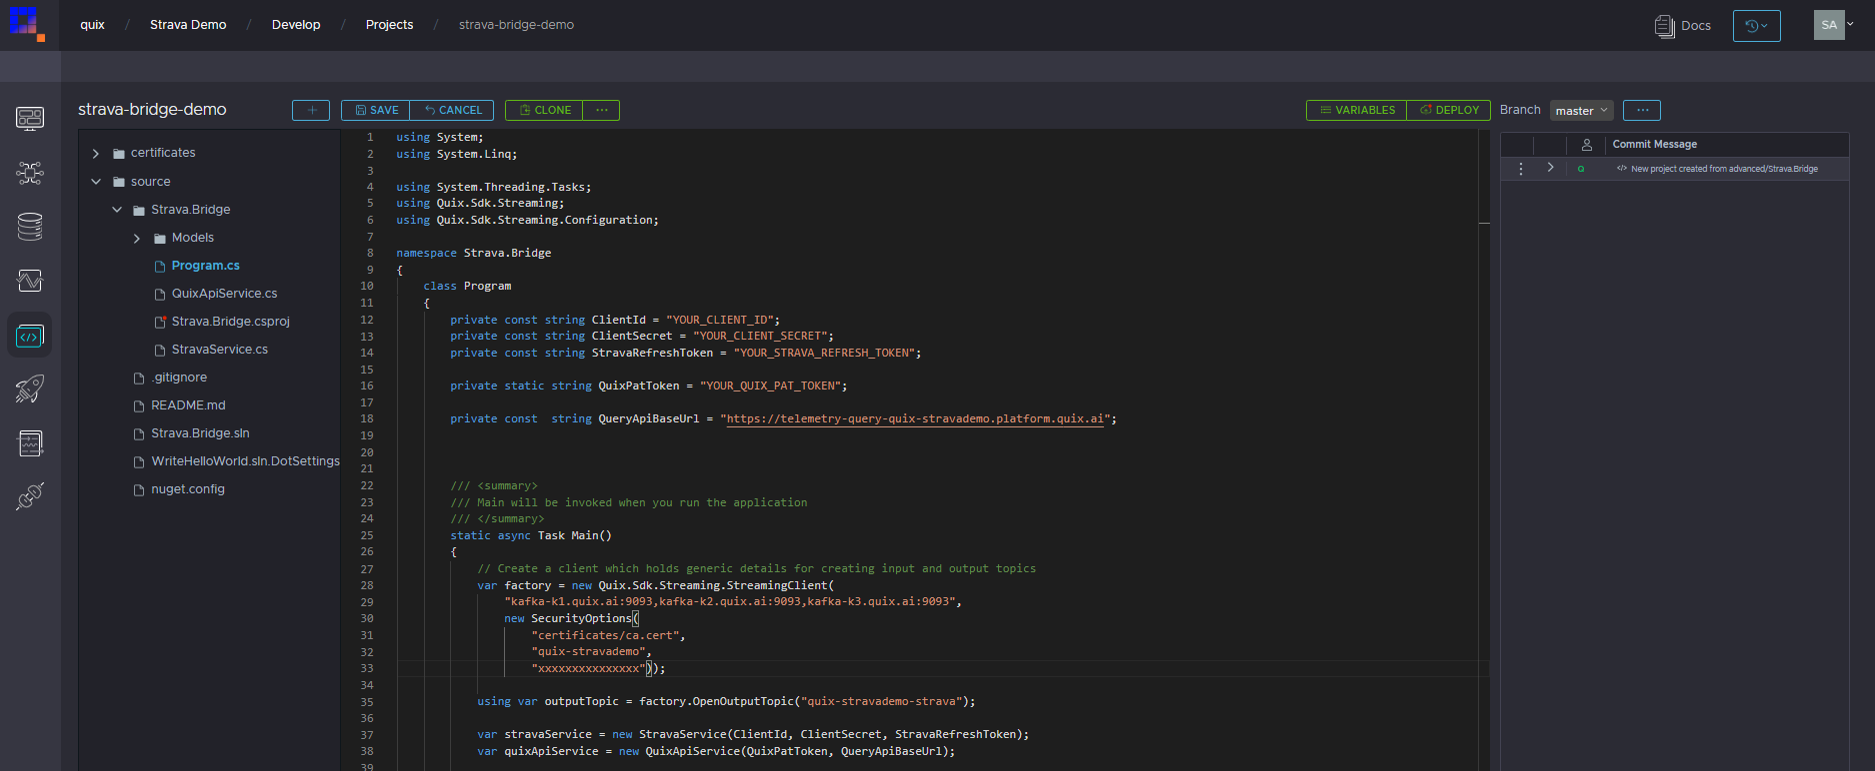 quix / Strava Demo / Develop / Projects / strava-bridge-demo
Docs
SA
strava-bridge-demo
+
SAVE
CANCEL
CLONE
...
VARIABLES
DEPLOY
Branch
master
...
certificates
source
Strava.Bridge
Models
Program.cs
QuixApiService.cs
Strava.Bridge.csproj
StravaService.cs
.gitignore
README.md
Strava.Bridge.sln
WriteHelloWorld.sln.DotSettings
nuget.config
1 using System;
2 using System.Linq;
3
4 using System.Threading.Tasks;
5 using Quix.Sdk.Streaming;
6 using Quix.Sdk.Streaming.Configuration;
7
8 namespace Strava.Bridge
9 {
10 class Program
11 {
12 private const string ClientId = "YOUR_CLIENT_ID";
13 private const string ClientSecret = "YOUR_CLIENT_SECRET";
14 private const string StravaRefreshToken = "YOUR_STRAVA_REFRESH_TOKEN";
15
16 private static string QuixPatToken = "YOUR_QUIX_PAT_TOKEN";
17
18 private const  string QueryApiBaseUrl = "https://telemetry-query-quix-stravademo.platform.quix.ai";
19
20
21
22 /// <summary>
23 /// Main will be invoked when you run the application
24 /// </summary>
25 static async Task Main()
26 {
27 // Create a client which holds generic details for creating input and output topics
28 var factory = new Quix.Sdk.Streaming.StreamingClient(
29 "kafka-k1.quix.ai:9093,kafka-k2.quix.ai:9093,kafka-k3.quix.ai:9093",
30 new SecurityOptions(
31 "certificates/ca.cert",
32 "quix-stravademo",
33 "xxxxxxxxxxxxxxx"));
34
35 using var outputTopic = factory.OpenOutputTopic("quix-stravademo-strava");
36
37 var stravaService = new StravaService(ClientId, ClientSecret, StravaRefreshToken);
38 var quixApiService = new QuixApiService(QuixPatToken, QueryApiBaseUrl);
39
Commit Message
Q </> New project created from advanced/Strava.Bridge